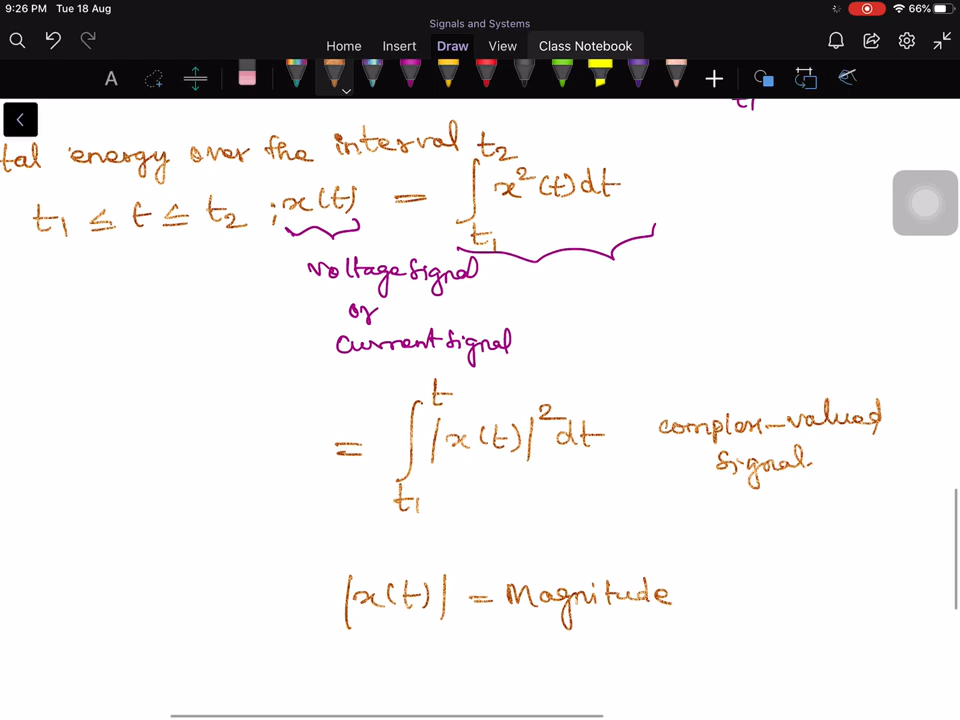 9:26 PM Tue 18 Aug
66%
Signals and Systems
Home Insert Draw View Class Notebook
A
t1
tal energy over the interval
t1 ≤ t ≤ t2 ; x(t) = ∫_{t1}^{t2} x²(t) dt
Voltage Signal
or
Current Signal
= ∫_{t1}^{t} |x(t)|² dt complex-valued
Signal.
|x(t)| = Magnitude